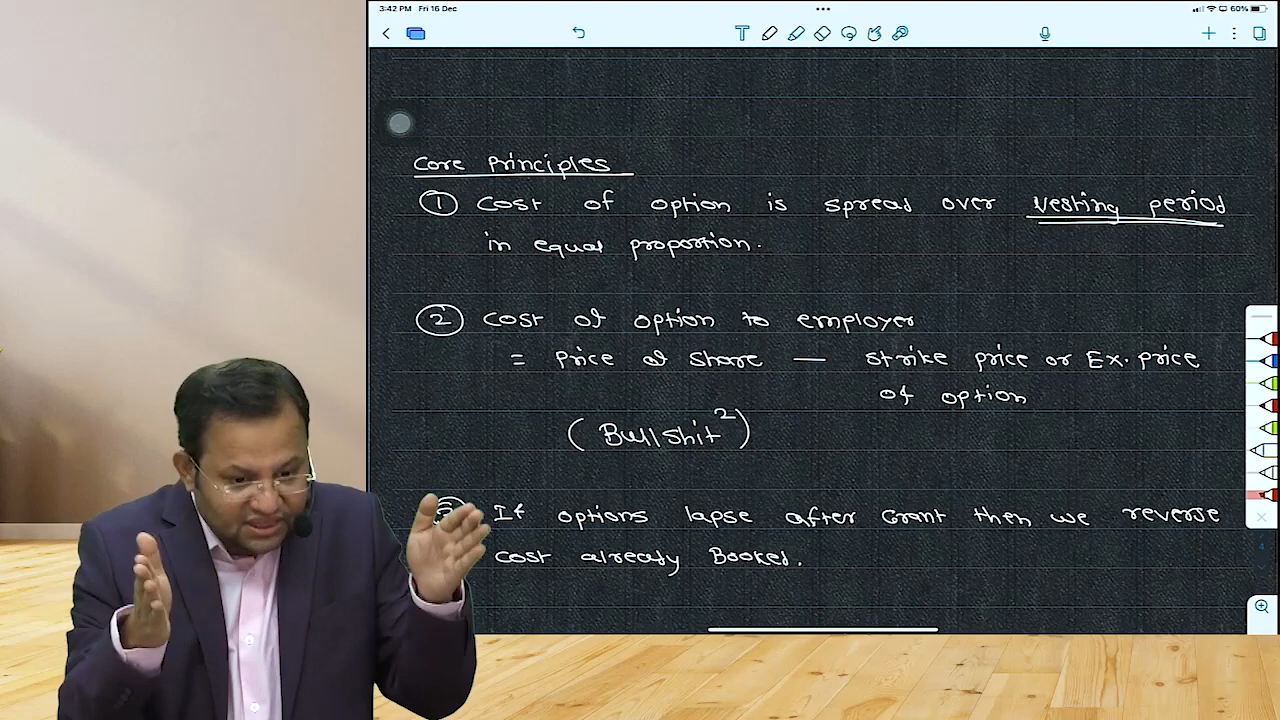 3:42 PM Fri 16 Dec
60%
T
Core Principles
① Cost of option is spread over vesting period
in equal proportion.
② Cost of option to employer
= Price of share — strike price or Ex. price
of option
(Bullshit²)
③ If options lapse after Grant then we reverse
cost already Booked.
4